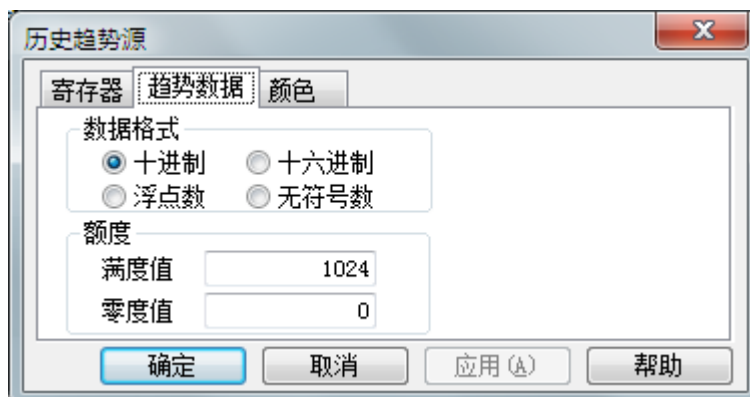 历史趋势源
寄存器 趋势数据 颜色
数据格式
十进制 十六进制
浮点数 无符号数
额度
满度值 1024
零度值 0
确定 取消 应用(A) 帮助